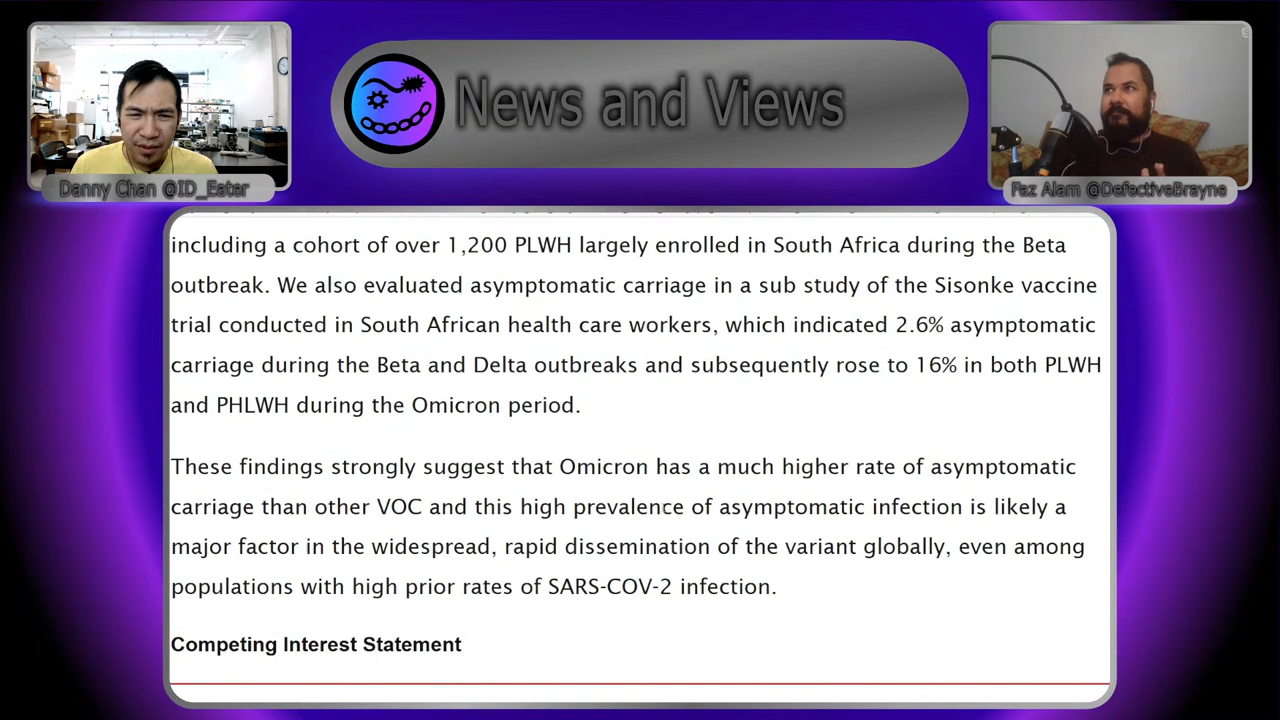 News and Views
Danny Chan @ID_Eater
Faz Alam @DefectiveBrayne
including a cohort of over 1,200 PLWH largely enrolled in South Africa during the Beta
outbreak. We also evaluated asymptomatic carriage in a sub study of the Sisonke vaccine
trial conducted in South African health care workers, which indicated 2.6% asymptomatic
carriage during the Beta and Delta outbreaks and subsequently rose to 16% in both PLWH
and PHLWH during the Omicron period.
These findings strongly suggest that Omicron has a much higher rate of asymptomatic
carriage than other VOC and this high prevalence of asymptomatic infection is likely a
major factor in the widespread, rapid dissemination of the variant globally, even among
populations with high prior rates of SARS-COV-2 infection.
Competing Interest Statement